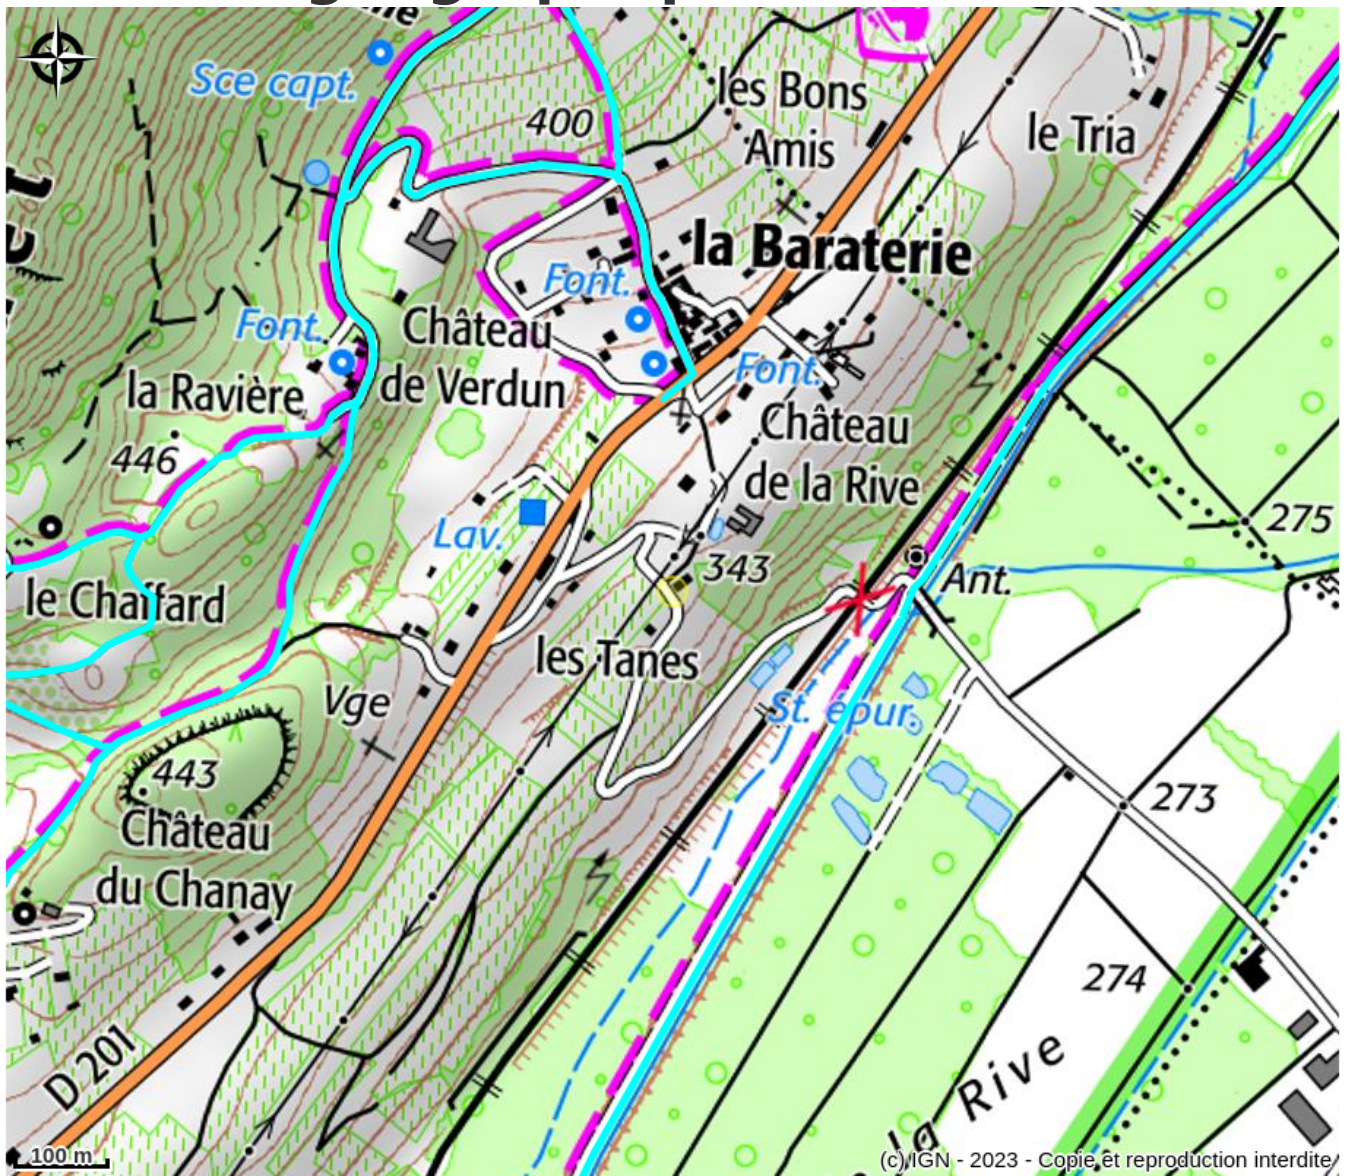 Sce capt.
400
les Bons
Amis
le Tria
la Baraterie
Font.
Font.
Château
de Verdun
Font.
la Ravière
446
Château
de la Rive
275
Lav.
343
Ant.
le Chaffard
les Tanes
Vge
St. épur.
443
273
Château
du Chanay
274
D 201
la Rive
100 m
(c) IGN - 2023 - Copie et reproduction interdite